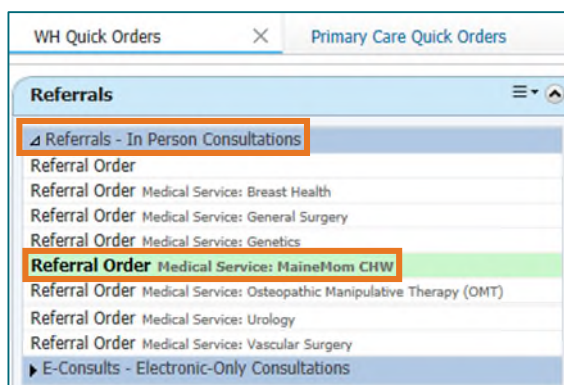 WH Quick Orders
Primary Care Quick Orders
Referrals
Referrals - In Person Consultations
Referral Order
Referral Order Medical Service: Breast Health
Referral Order Medical Service: General Surgery
Referral Order Medical Service: Genetics
Referral Order Medical Service: MaineMom CHW
Referral Order Medical Service: Osteopathic Manipulative Therapy (OMT)
Referral Order Medical Service: Urology
Referral Order Medical Service: Vascular Surgery
E-Consults - Electronic-Only Consultations